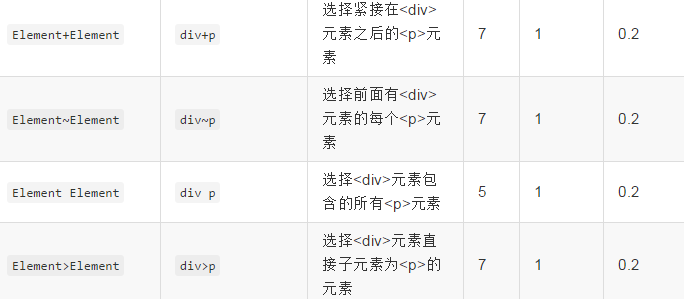 选择紧接在<div>
Element+Element div+p 元素之后的<p>元 7 1 0.2
素
选择前面有<div>
Element~Element div~p 元素的每个<p>元 7 1 0.2
素
选择<div>元素包
Element Element div p 含的所有<p>元素 5 1 0.2
选择<div>元素直
Element>Element div>p 接子元素为<p>的 7 1 0.2
元素